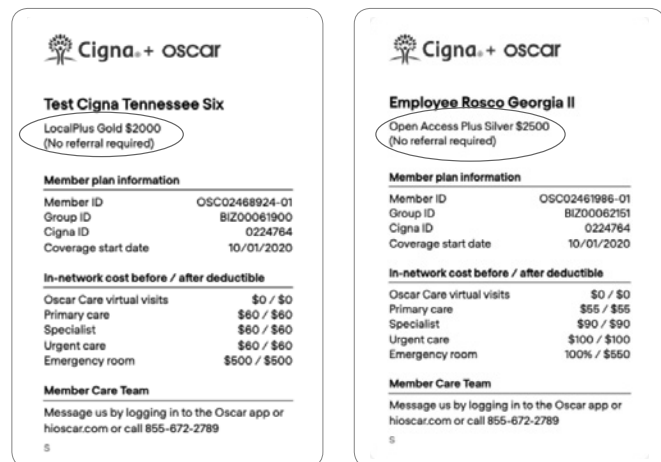 Cigna + oscar
Test Cigna Tennessee Six
LocalPlus Gold $2000
(No referral required)
Member plan information
Member ID OSC02468924-01
Group ID BIZ00061900
Cigna ID 0224764
Coverage start date 10/01/2020
In-network cost before / after deductible
Oscar Care virtual visits $0 / $0
Primary care $60 / $60
Specialist $60 / $60
Urgent care $60 / $60
Emergency room $500 / $500
Member Care Team
Message us by logging in to the Oscar app or
hioscar.com or call 855-672-2789
S
Cigna + oscar
Employee Rosco Georgia II
Open Access Plus Silver $2500
(No referral required)
Member plan information
Member ID OSC02461986-01
Group ID BIZ00062151
Cigna ID 0224764
Coverage start date 10/01/2020
In-network cost before / after deductible
Oscar Care virtual visits $0 / $0
Primary care $55 / $55
Specialist $90 / $90
Urgent care $100 / $100
Emergency room 100% / $550
Member Care Team
Message us by logging in to the Oscar app or
hioscar.com or call 855-672-2789
S